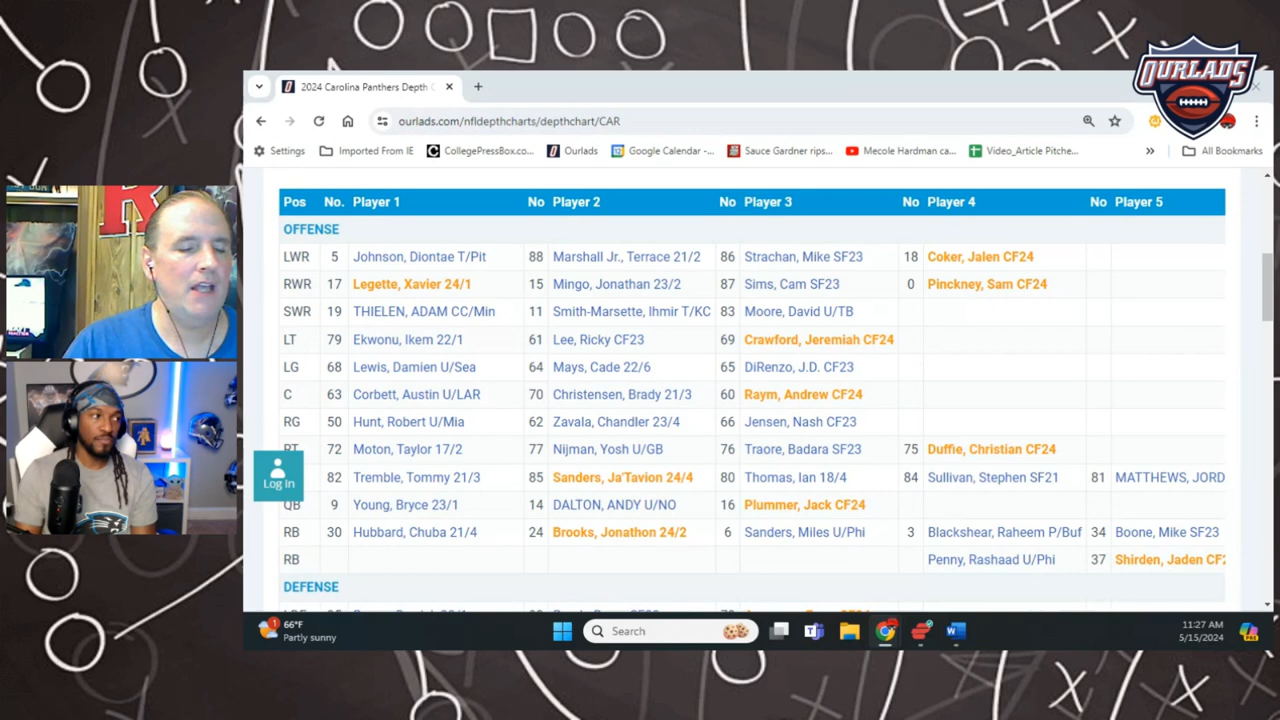 OURLADS
2024 Carolina Panthers Depth C
ourlads.com/nfldepthcharts/depthchart/CAR
Settings Imported From IE CollegePressBox.co... Ourlads Google Calendar -... Sauce Gardner rips... Mecole Hardman ca... Video_Article Pitche... » All Bookmarks
Pos No. Player 1 No Player 2 No Player 3 No Player 4 No Player 5
OFFENSE
LWR 5 Johnson, Diontae T/Pit 88 Marshall Jr., Terrace 21/2 86 Strachan, Mike SF23 18 Coker, Jalen CF24
RWR 17 Legette, Xavier 24/1 15 Mingo, Jonathan 23/2 87 Sims, Cam SF23 0 Pinckney, Sam CF24
SWR 19 THIELEN, ADAM CC/Min 11 Smith-Marsette, Ihmir T/KC 83 Moore, David U/TB
LT 79 Ekwonu, Ikem 22/1 61 Lee, Ricky CF23 69 Crawford, Jeremiah CF24
LG 68 Lewis, Damien U/Sea 64 Mays, Cade 22/6 65 DiRenzo, J.D. CF23
C 63 Corbett, Austin U/LAR 70 Christensen, Brady 21/3 60 Raym, Andrew CF24
RG 50 Hunt, Robert U/Mia 62 Zavala, Chandler 23/4 66 Jensen, Nash CF23
RT 72 Moton, Taylor 17/2 77 Nijman, Yosh U/GB 76 Traore, Badara SF23 75 Duffie, Christian CF24
82 Tremble, Tommy 21/3 85 Sanders, Ja'Tavion 24/4 80 Thomas, Ian 18/4 84 Sullivan, Stephen SF21 81 MATTHEWS, JORD
Log In
QB 9 Young, Bryce 23/1 14 DALTON, ANDY U/NO 16 Plummer, Jack CF24
RB 30 Hubbard, Chuba 21/4 24 Brooks, Jonathon 24/2 6 Sanders, Miles U/Phi 3 Blackshear, Raheem P/Buf 34 Boone, Mike SF23
RB Penny, Rashaad U/Phi 37 Shirden, Jaden CF2
DEFENSE
1
66°F
Partly sunny
Search
11:27 AM
5/15/2024